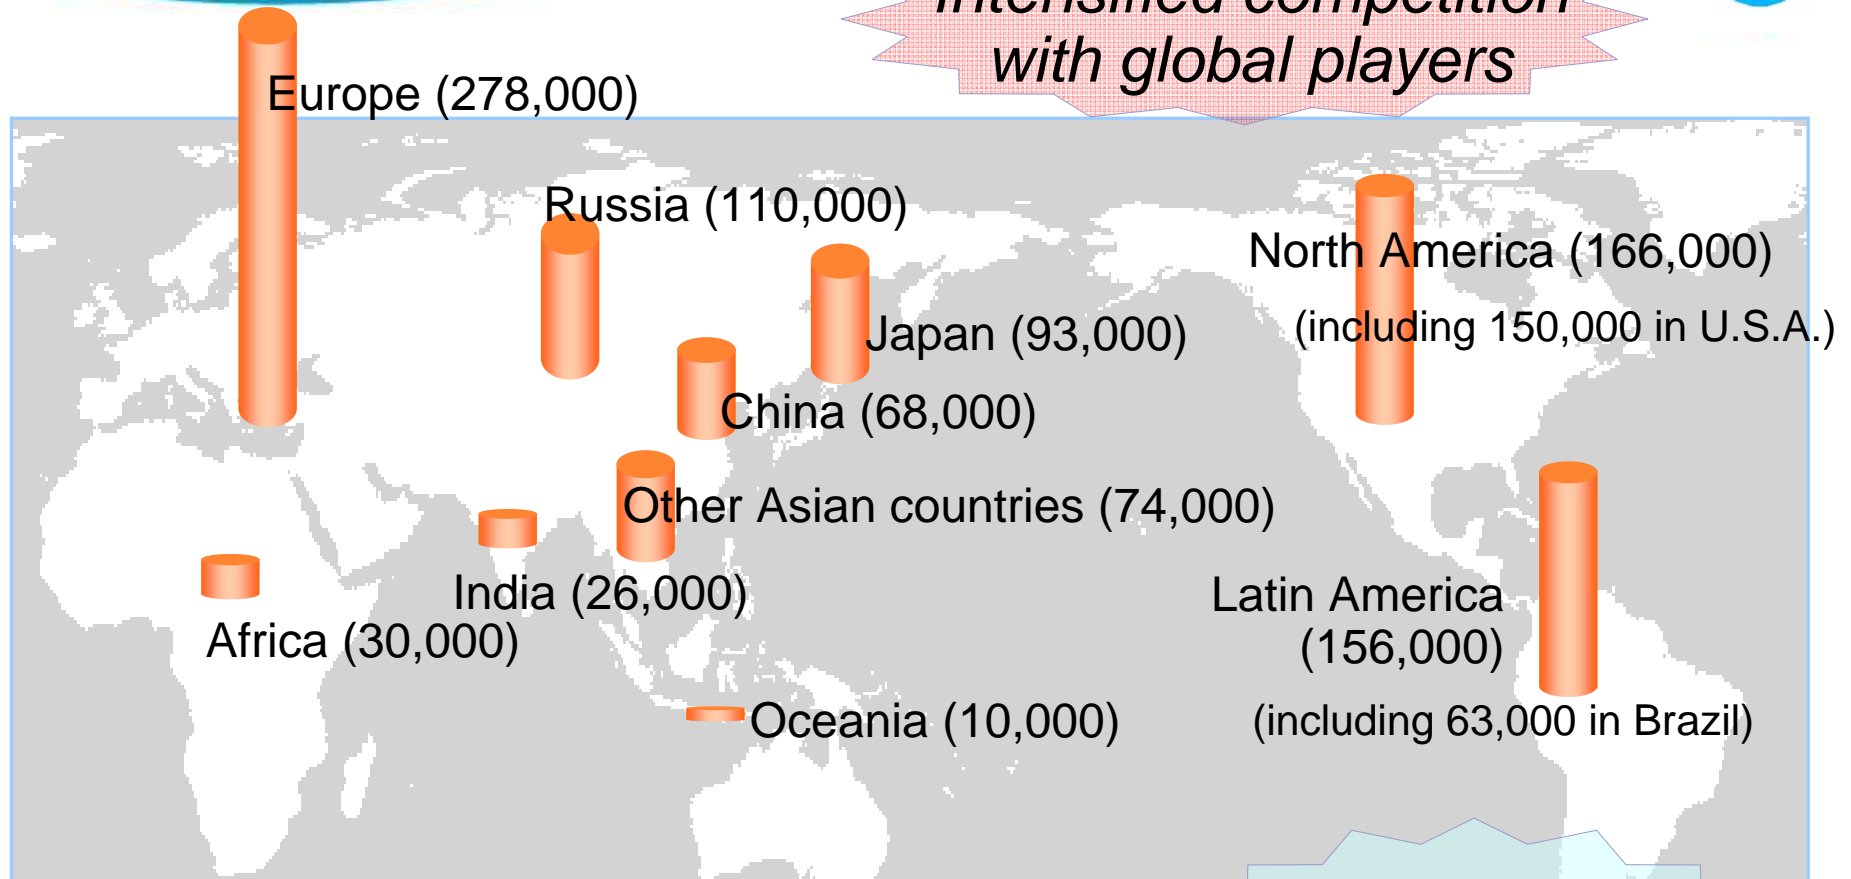 Intensified competition
with global players
Europe (278,000)
Russia (110,000)
North America (166,000)
(including 150,000 in U.S.A.)
Japan (93,000)
China (68,000)
Other Asian countries (74,000)
India (26,000)
Africa (30,000)
Latin America
(156,000)
(including 63,000 in Brazil)
Oceania (10,000)